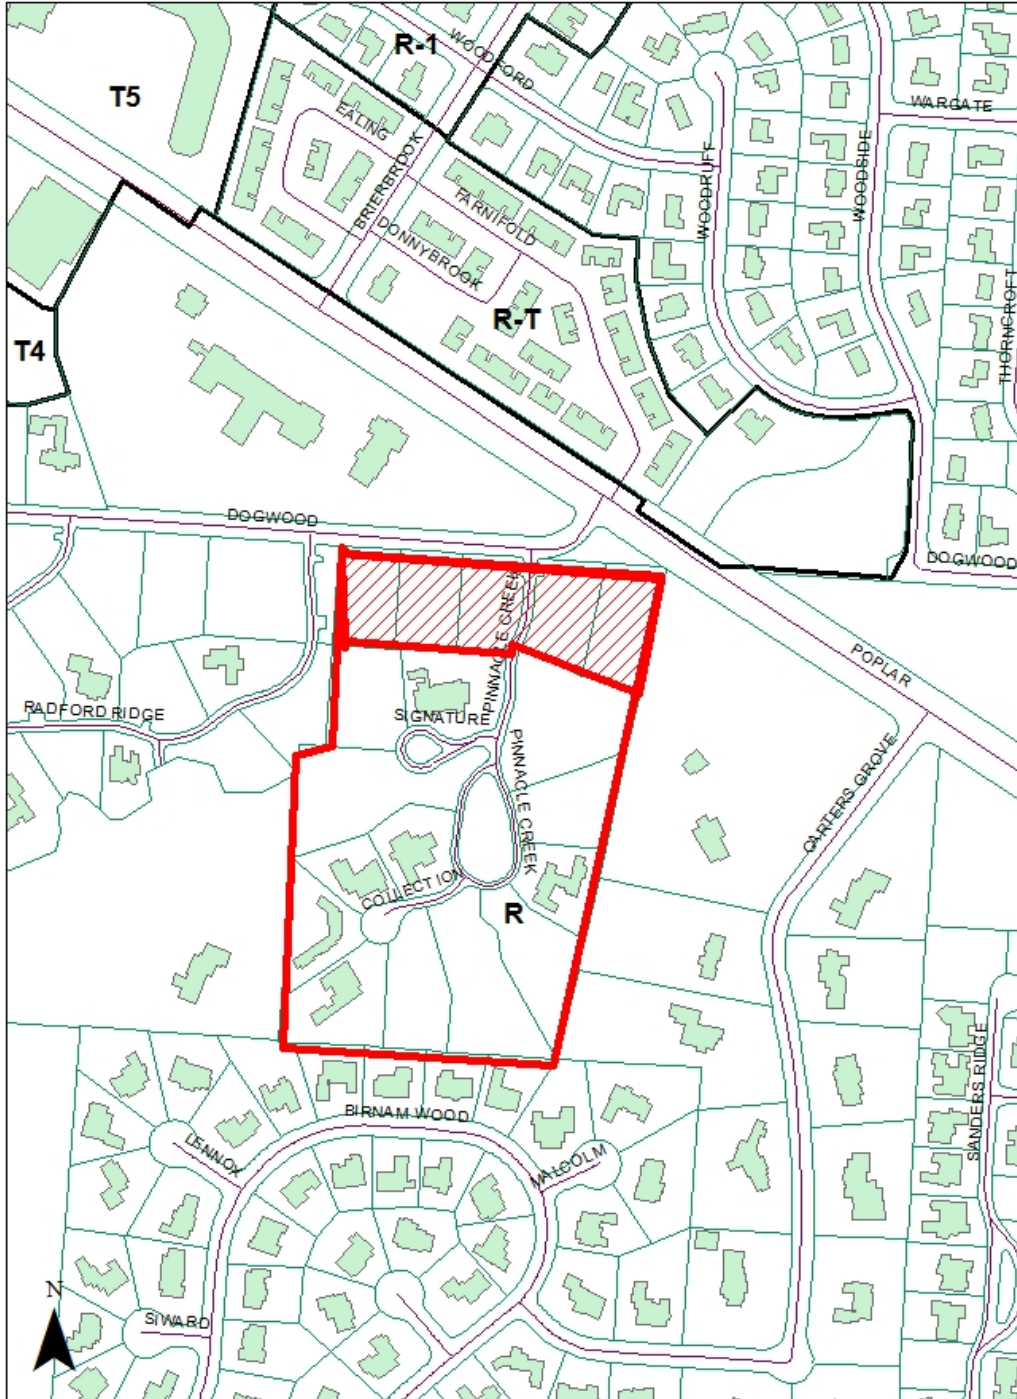 R-1
WOODFORD
T5
WARGATE
EALING
BRIERBROOK
WOODRUFF
WOODSIDE
FARNIFOLD
DONNYBROOK
R-T
THORNCROFT
T4
DOGWOOD
DOGWOOD
PINNACLE CREEK
POPLAR
RADFORD RIDGE
SIGNATURE
PINNACLE CREEK
CARTERS GROVE
COLLECTION
R
SANDERS RIDGE
BIRNAM WOOD
LENNOX
MALCOLM
N
SIWARD